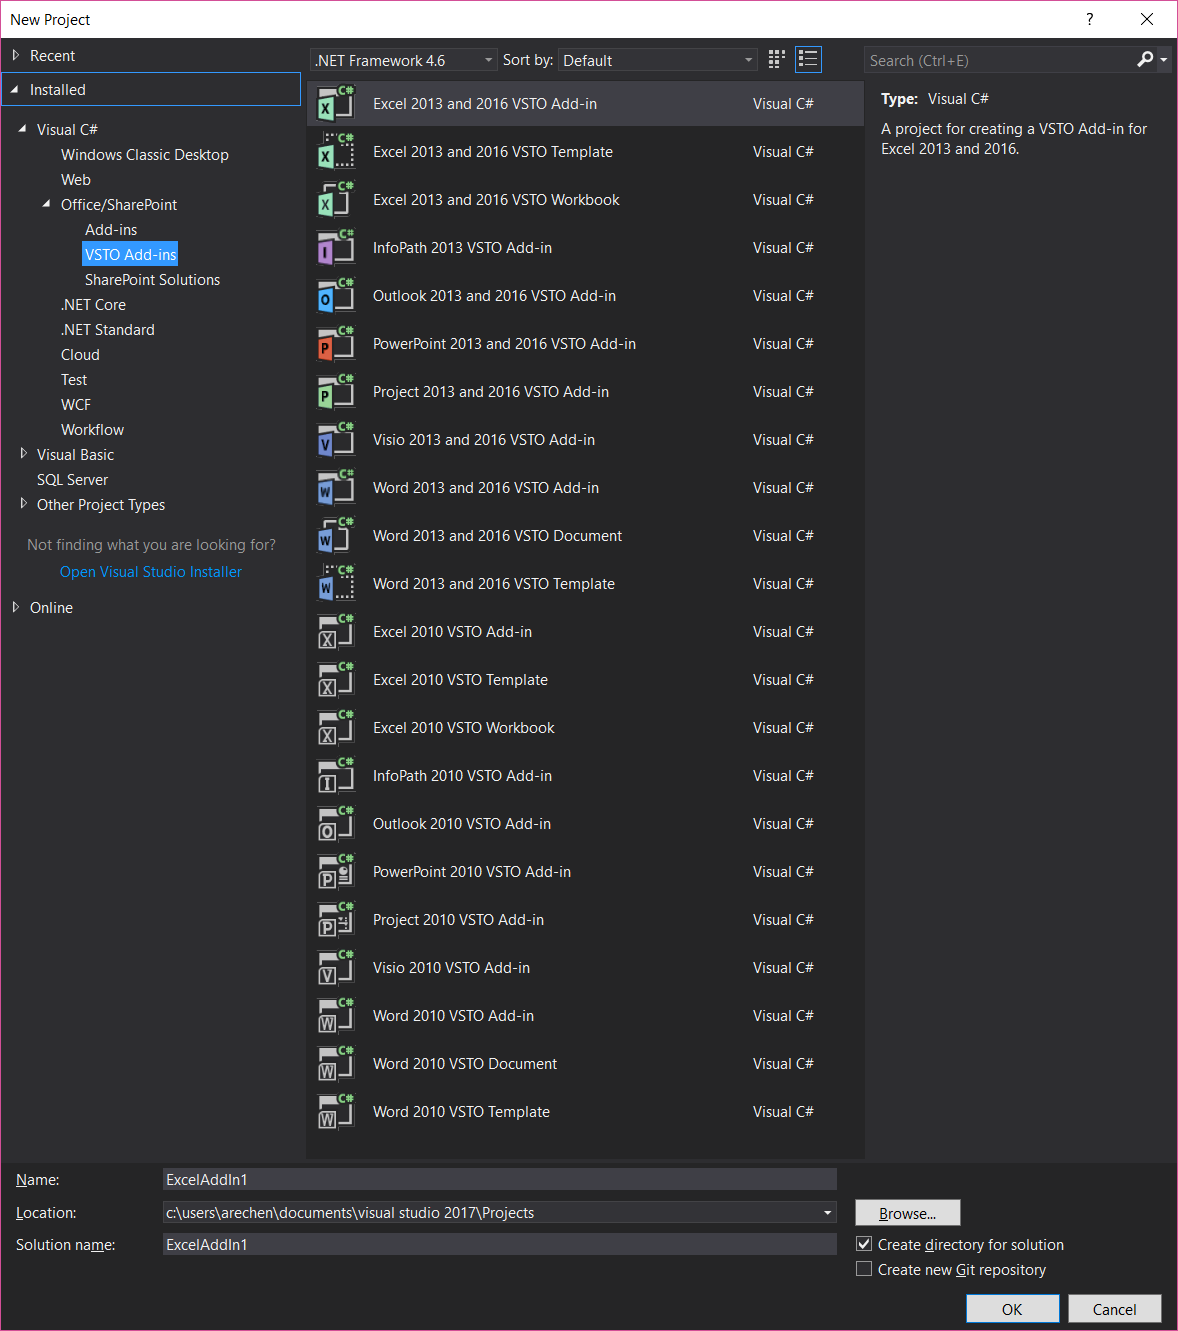 New Project
?
Recent
Installed
Visual C#
Windows Classic Desktop
Web
Office/SharePoint
Add-ins
VSTO Add-ins
SharePoint Solutions
.NET Core
.NET Standard
Cloud
Test
WCF
Workflow
Visual Basic
SQL Server
Other Project Types
Not finding what you are looking for?
Open Visual Studio Installer
Online
.NET Framework 4.6 Sort by: Default
Excel 2013 and 2016 VSTO Add-in Visual C#
Excel 2013 and 2016 VSTO Template Visual C#
Excel 2013 and 2016 VSTO Workbook Visual C#
InfoPath 2013 VSTO Add-in Visual C#
Outlook 2013 and 2016 VSTO Add-in Visual C#
PowerPoint 2013 and 2016 VSTO Add-in Visual C#
Project 2013 and 2016 VSTO Add-in Visual C#
Visio 2013 and 2016 VSTO Add-in Visual C#
Word 2013 and 2016 VSTO Add-in Visual C#
Word 2013 and 2016 VSTO Document Visual C#
Word 2013 and 2016 VSTO Template Visual C#
Excel 2010 VSTO Add-in Visual C#
Excel 2010 VSTO Template Visual C#
Excel 2010 VSTO Workbook Visual C#
InfoPath 2010 VSTO Add-in Visual C#
Outlook 2010 VSTO Add-in Visual C#
PowerPoint 2010 VSTO Add-in Visual C#
Project 2010 VSTO Add-in Visual C#
Visio 2010 VSTO Add-in Visual C#
Word 2010 VSTO Add-in Visual C#
Word 2010 VSTO Document Visual C#
Word 2010 VSTO Template Visual C#
Search (Ctrl+E)
Type: Visual C#
A project for creating a VSTO Add-in for
Excel 2013 and 2016.
Name: ExcelAddIn1
Location: c:\users\arechen\documents\visual studio 2017\Projects Browse...
Solution name: ExcelAddIn1
Create directory for solution
Create new Git repository
OK Cancel